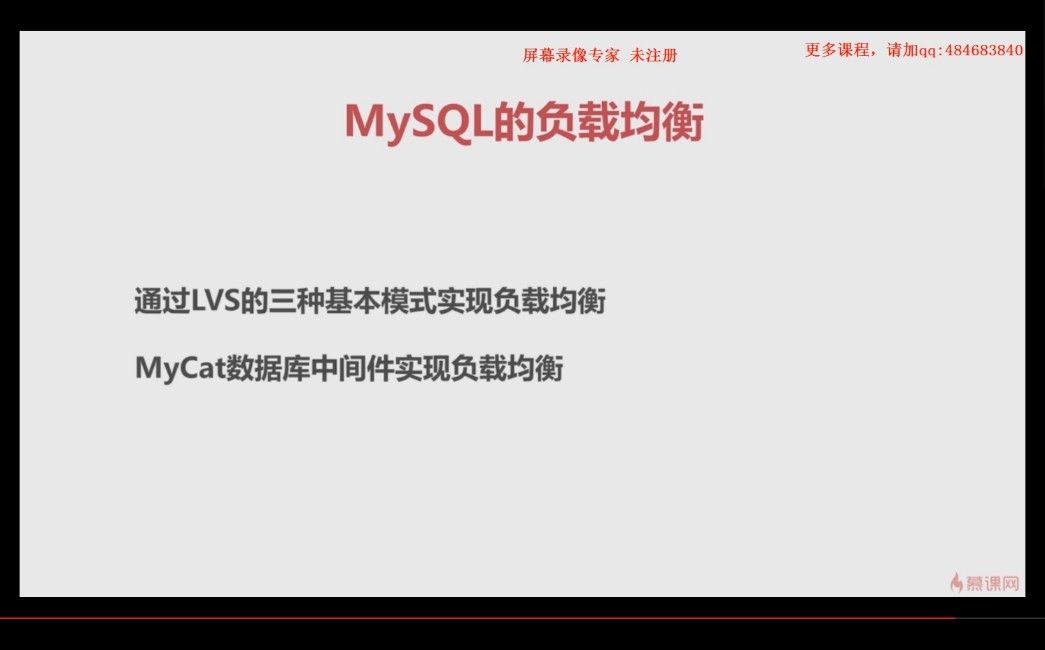 屏幕录像专家 未注册
更多课程，请加qq:484683840
MySQL的负载均衡
通过LVS的三种基本模式实现负载均衡
MyCat数据库中间件实现负载均衡
慕课网